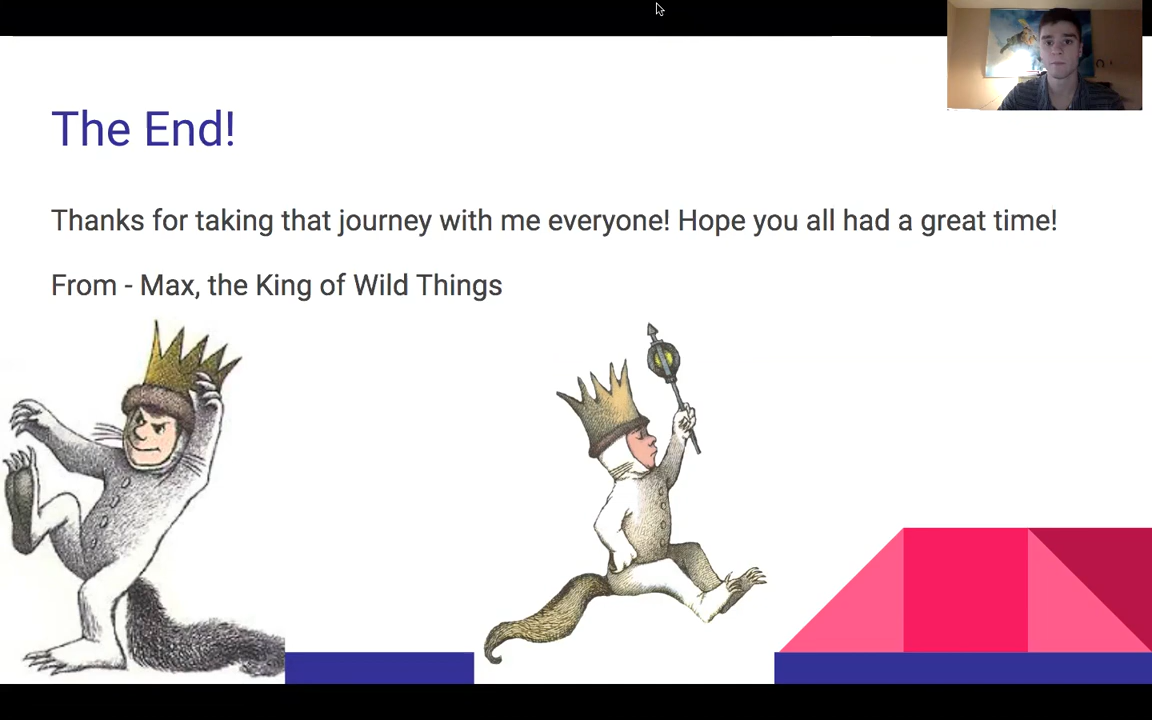 The End!
Thanks for taking that journey with me everyone! Hope you all had a great time!
From - Max, the King of Wild Things